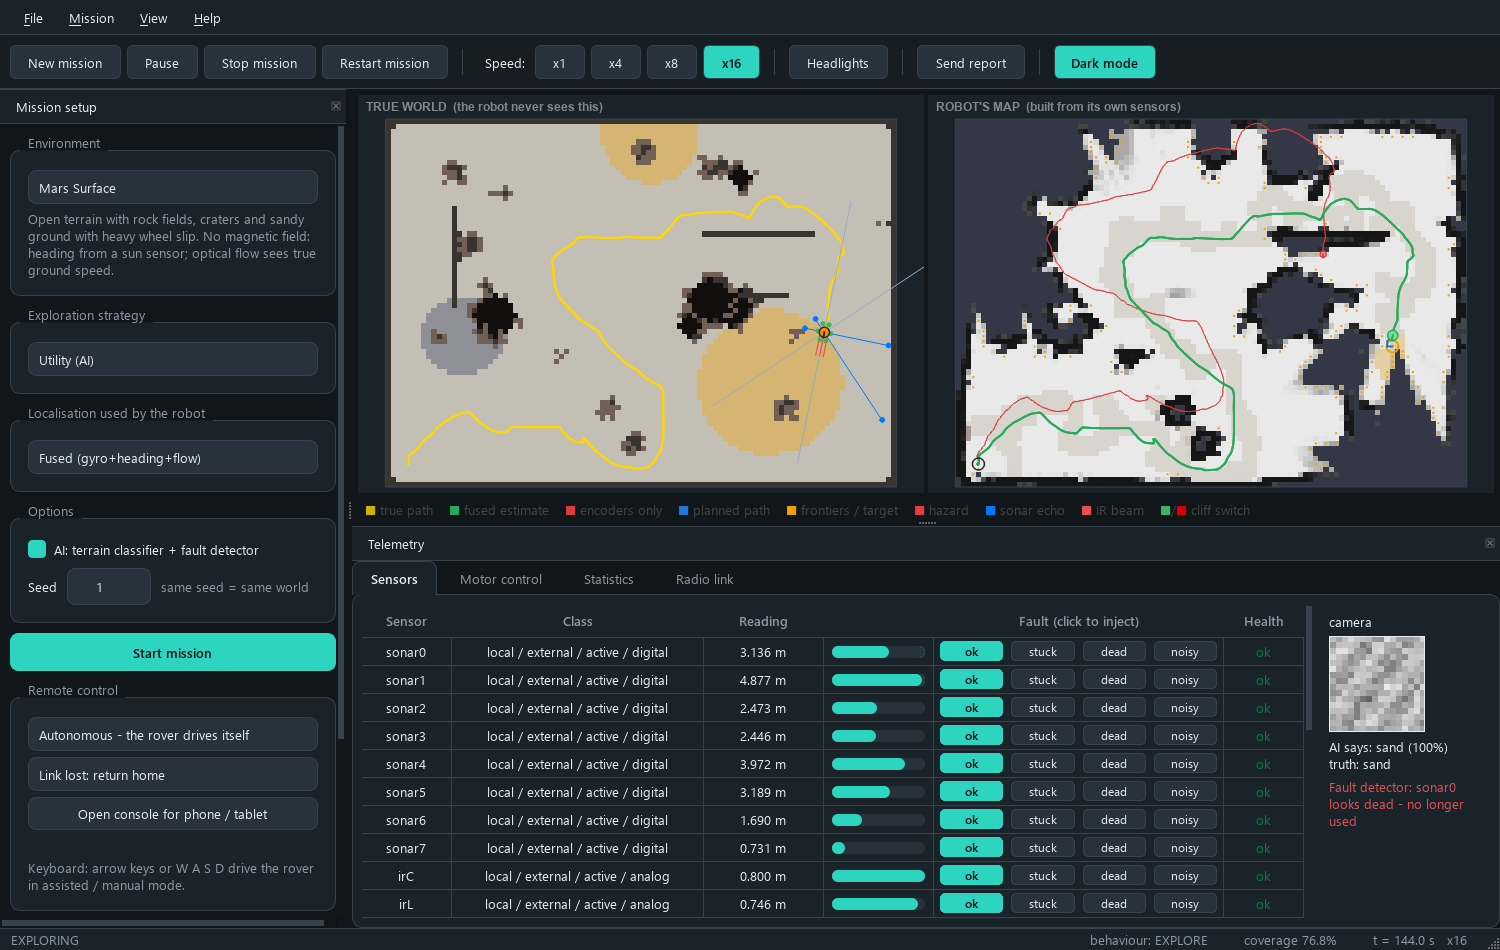 File Mission View Help
New mission Pause Stop mission Restart mission Speed: x1 x4 x8 x16 Headlights Send report Dark mode
Mission setup
Environment
Mars Surface
Open terrain with rock fields, craters and sandy
ground with heavy wheel slip. No magnetic field:
heading from a sun sensor; optical flow sees true
ground speed.
Exploration strategy
Utility (AI)
Localisation used by the robot
Fused (gyro+heading+flow)
Options
AI: terrain classifier + fault detector
Seed 1 same seed = same world
Start mission
Remote control
Autonomous - the rover drives itself
Link lost: return home
Open console for phone / tablet
Keyboard: arrow keys or W A S D drive the rover
in assisted / manual mode.
TRUE WORLD (the robot never sees this)
ROBOT'S MAP (built from its own sensors)
true path fused estimate encoders only planned path frontiers / target hazard sonar echo IR beam / cliff switch
Telemetry
Sensors Motor control Statistics Radio link
Sensor Class Reading Fault (click to inject) Health
sonar0 local / external / active / digital 3.136 m ok stuck dead noisy ok
sonar1 local / external / active / digital 4.877 m ok stuck dead noisy ok
sonar2 local / external / active / digital 2.473 m ok stuck dead noisy ok
sonar3 local / external / active / digital 2.446 m ok stuck dead noisy ok
sonar4 local / external / active / digital 3.972 m ok stuck dead noisy ok
sonar5 local / external / active / digital 3.189 m ok stuck dead noisy ok
sonar6 local / external / active / digital 1.690 m ok stuck dead noisy ok
sonar7 local / external / active / digital 0.731 m ok stuck dead noisy ok
irC local / external / active / analog 0.800 m ok stuck dead noisy ok
irL local / external / active / analog 0.746 m ok stuck dead noisy ok
camera
AI says: sand (100%)
truth: sand
Fault detector: sonar0
looks dead - no longer
used
EXPLORING behaviour: EXPLORE coverage 76.8% t = 144.0 s x16